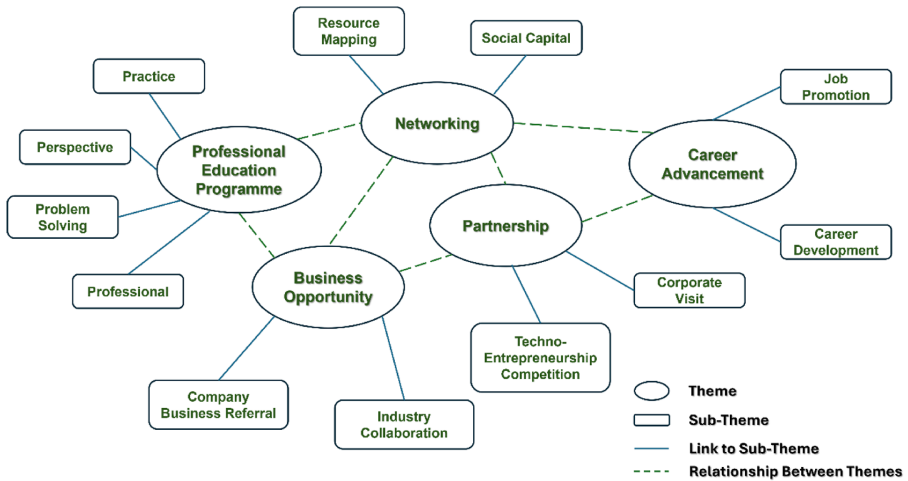 Resource
Mapping
Social Capital
Practice
Job
Promotion
Networking
Perspective
Professional
Education
Programme
Career
Advancement
Problem
Solving
Partnership
Career
Development
Professional
Business
Opportunity
Corporate
Visit
Techno-
Entrepreneurship
Competition
Company
Business Referral
Industry
Collaboration
Theme
Sub-Theme
Link to Sub-Theme
Relationship Between Themes